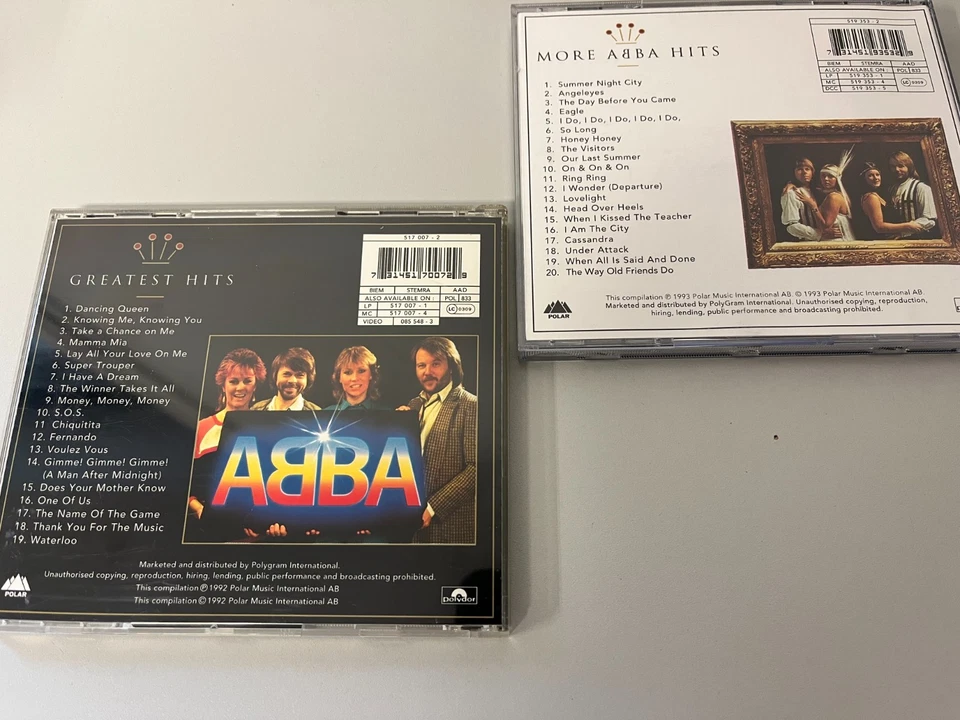 GREATEST HITS
1. Dancing Queen
2. Knowing Me, Knowing You
3. Take a Chance on Me
4. Mamma Mia
5. Lay All Your Love On Me
6. Super Trouper
7. I Have A Dream
8. The Winner Takes It All
9. Money, Money, Money
10. S.O.S.
11 Chiquitita
12. Fernando
13. Voulez Vous
14. Gimme! Gimme! Gimme!
(A Man After Midnight)
15. Does Your Mother Know
16. One Of Us
17. The Name Of The Game
18. Thank You For The Music
19. Waterloo
517 007 - 2
7 31451 70072 9
BIEM STEMRA AAD
ALSO AVAILABLE ON : POL 833
LP 517 007 - 1
MC 517 007 - 4
VIDEO 085 548 - 3
LC 0309
ABBA
Marketed and distributed by Polygram International.
Unauthorised copying, reproduction, hiring, lending, public performance and broadcasting prohibited.
This compilation ℗ 1992 Polar Music International AB
This compilation © 1992 Polar Music International AB
POLAR
Polydor
MORE ABBA HITS
1. Summer Night City
2. Angeleyes
3. The Day Before You Came
4. Eagle
5. I Do, I Do, I Do, I Do, I Do,
6. So Long
7. Honey Honey
8. The Visitors
9. Our Last Summer
10. On & On & On
11. Ring Ring
12. I Wonder (Departure)
13. Lovelight
14. Head Over Heels
15. When I Kissed The Teacher
16. I Am The City
17. Cassandra
18. Under Attack
19. When All Is Said And Done
20. The Way Old Friends Do
519 353 - 2
7 31451 93532 9
BIEM STEMRA AAD
ALSO AVAILABLE ON : POL 833
LP 519 353 - 1
MC 519 353 - 4
DCC 519 353 - 5
LC 0309
This compilation ℗ 1993 Polar Music International AB. © 1993 Polar Music International AB.
Marketed and distributed by PolyGram International. Unauthorised copying, reproduction,
hiring, lending, public performance and broadcasting prohibited.
POLAR